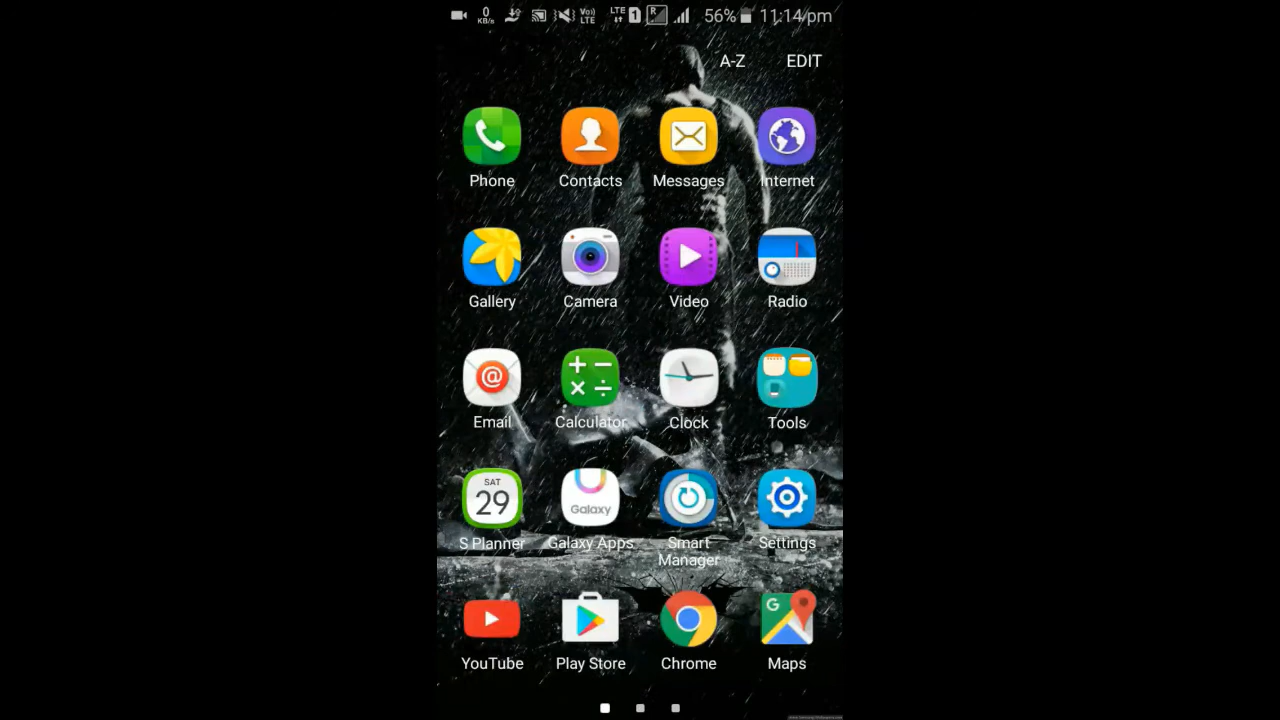 0 KB/s Vo) LTE LTE 1 R 56% 11:14 pm
A-Z EDIT
Phone Contacts Messages Internet
Gallery Camera Video Radio
@
Email Calculator Clock Tools
SAT
29
Galaxy
S Planner Galaxy Apps Smart Settings
Manager
G
YouTube Play Store Chrome Maps